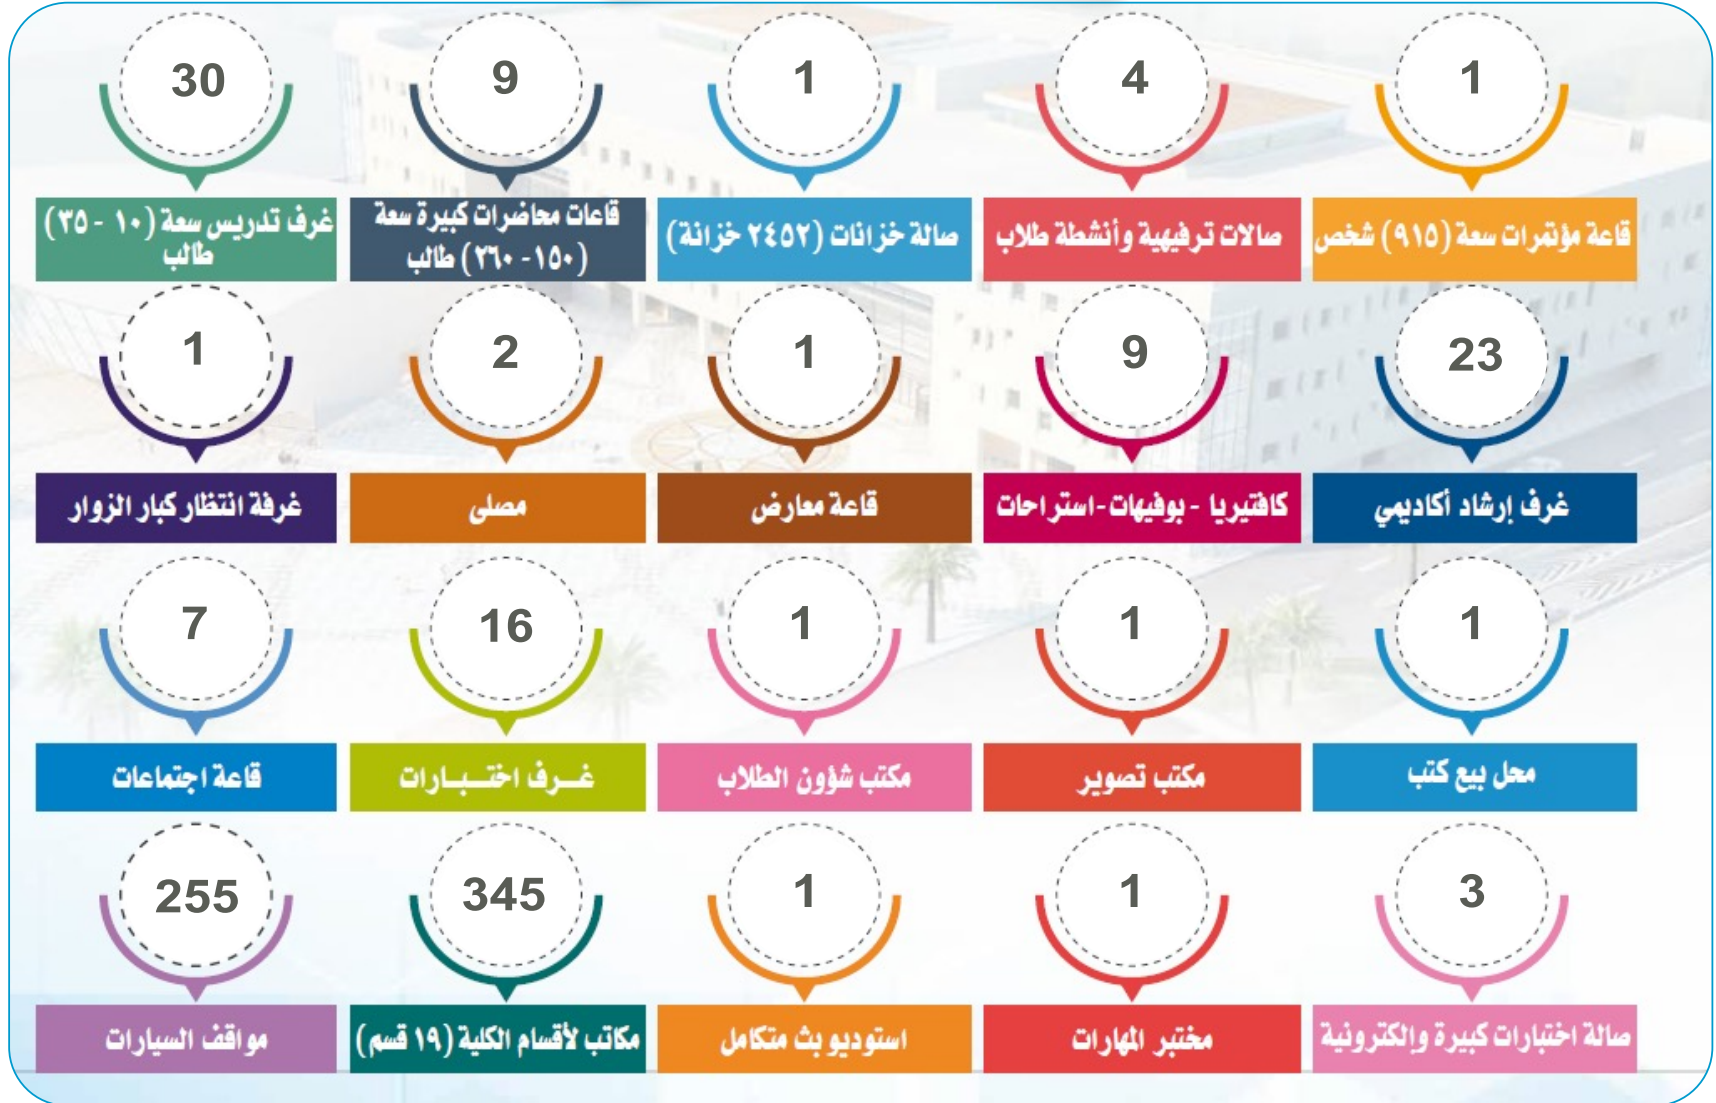 1
قاعة مؤتمرات سعة (٩١٥) شخص
4
صالات ترفيهية وأنشطة طلاب
1
صالة خزانات (٢٤٥٢ خزانة)
9
قاعات محاضرات كبيرة سعة
(١٥٠- ٢٦٠) طالب
30
غرف تدريس سعة (١٠ - ٣٥)
طالب
23
غرف إرشاد أكاديمي
9
كافتيريا - بوفيهات-استراحات
1
قاعة معارض
2
مصلى
1
غرفة انتظار كبار الزوار
1
محل بيع كتب
1
مكتب تصوير
1
مكتب شؤون الطلاب
16
غـــرف اختـــبـــارات
7
قاعة اجتماعات
3
صالة اختبارات كبيرة وإلكترونية
1
مختبر المهارات
1
استوديو بث متكامل
345
مكاتب لأقسام الكلية (١٩ قسم)
255
مواقف السيارات